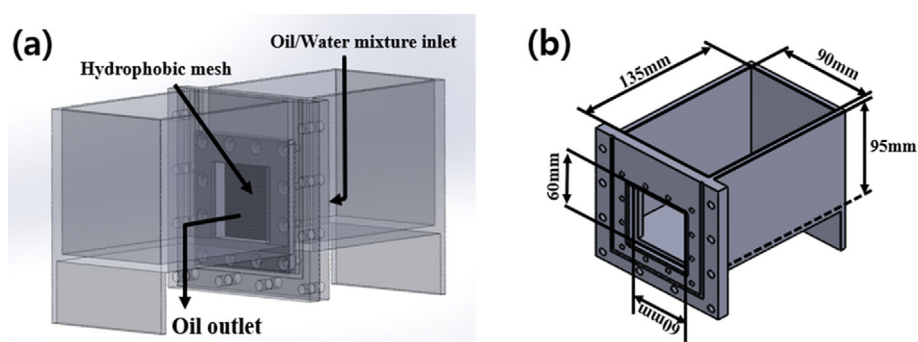 (a)
Oil/Water mixture inlet
Hydrophobic mesh
Oil outlet
(b)
135mm
90mm
95mm
60mm
60mm